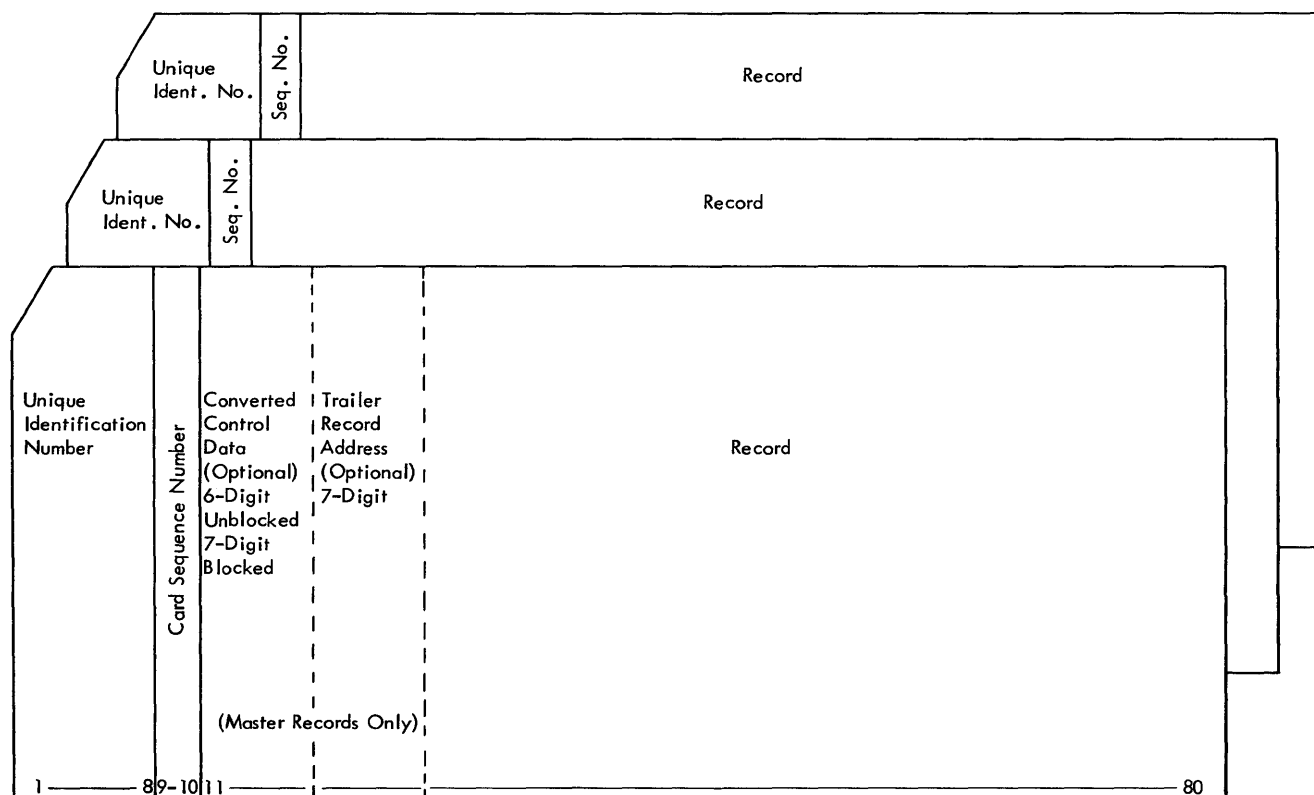 Unique
Ident. No.
Seq. No.
Record
Unique
Ident. No.
Seq. No.
Record
Unique
Identification
Number
Card Sequence Number
Converted
Control
Data
(Optional)
6-Digit
Unblocked
7-Digit
Blocked
Trailer
Record
Address
(Optional)
7-Digit
Record
(Master Records Only)
1 8 9-10 11 80